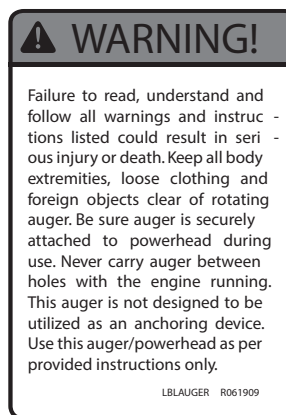 WARNING!
Failure to read, understand and
follow all warnings and instruc -
tions listed could result in seri -
ous injury or death. Keep all body
extremities, loose clothing and
foreign objects clear of rotating
auger. Be sure auger is securely
attached to powerhead during
use. Never carry auger between
holes with the engine running.
This auger is not designed to be
utilized as an anchoring device.
Use this auger/powerhead as per
provided instructions only.
LBLAUGER R061909